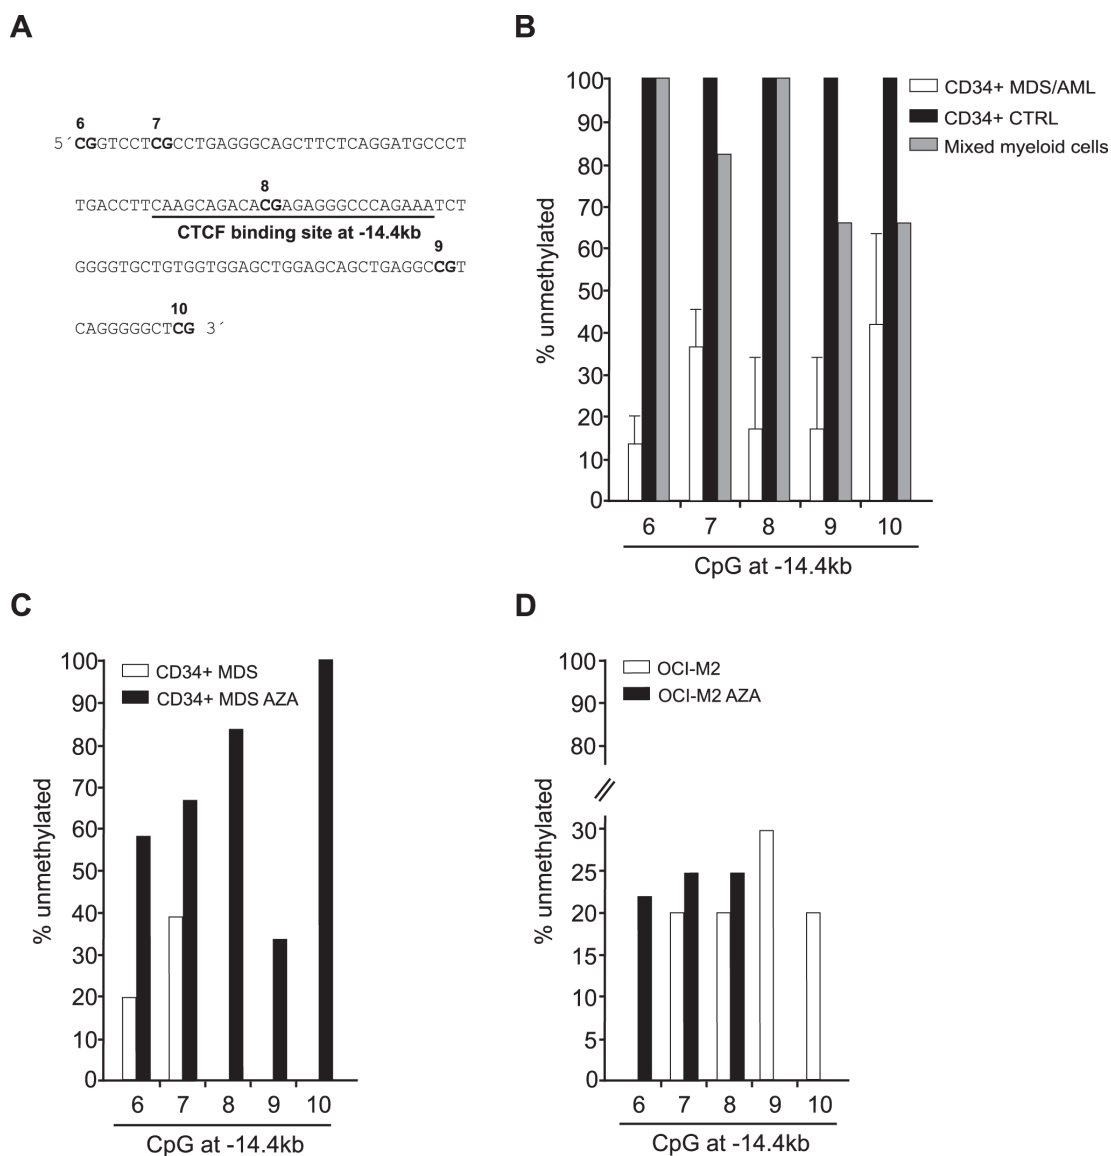 A
6 7
5´CGGTCCTCGCCTGAGGGCAGCTTCTCAGGATGCCCT
8
TGACCTTCAAGCAGACACGAGAGGGCCCAGAAATCT
CTCF binding site at -14.4kb
9
GGGGTGCTGTGGTGGAGCTGGAGCAGCTGAGGCCGT
10
CAGGGGGCTCG 3´
B
% unmethylated
100
90
80
70
60
50
40
30
20
10
0
6 7 8 9 10
CpG at -14.4kb
CD34+ MDS/AML
CD34+ CTRL
Mixed myeloid cells
C
% unmethylated
100
90
80
70
60
50
40
30
20
10
0
6 7 8 9 10
CpG at -14.4kb
CD34+ MDS
CD34+ MDS AZA
D
% unmethylated
100
90
80
30
25
20
15
10
5
0
6 7 8 9 10
CpG at -14.4kb
OCI-M2
OCI-M2 AZA